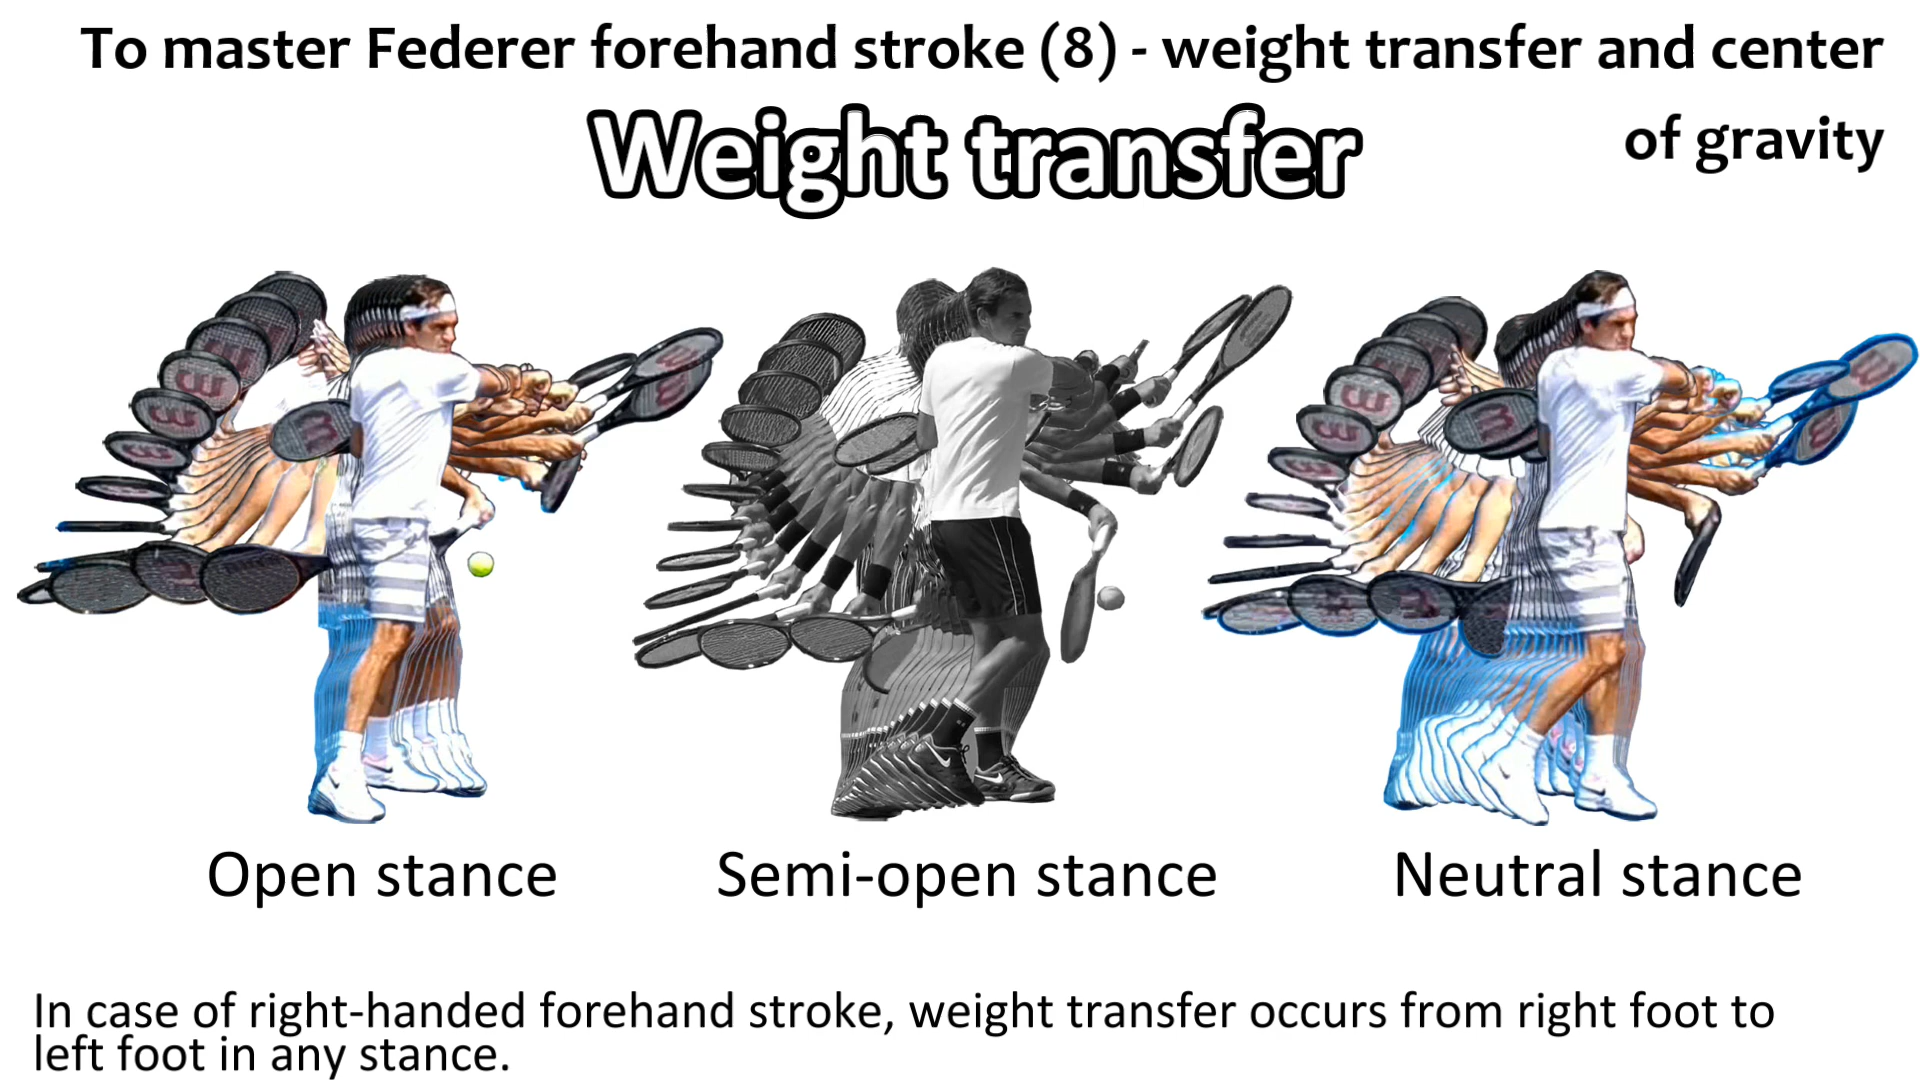 To master Federer forehand stroke (8) - weight transfer and center
of gravity
Weight transfer
Open stance
Semi-open stance
Neutral stance
In case of right-handed forehand stroke, weight transfer occurs from right foot to
left foot in any stance.